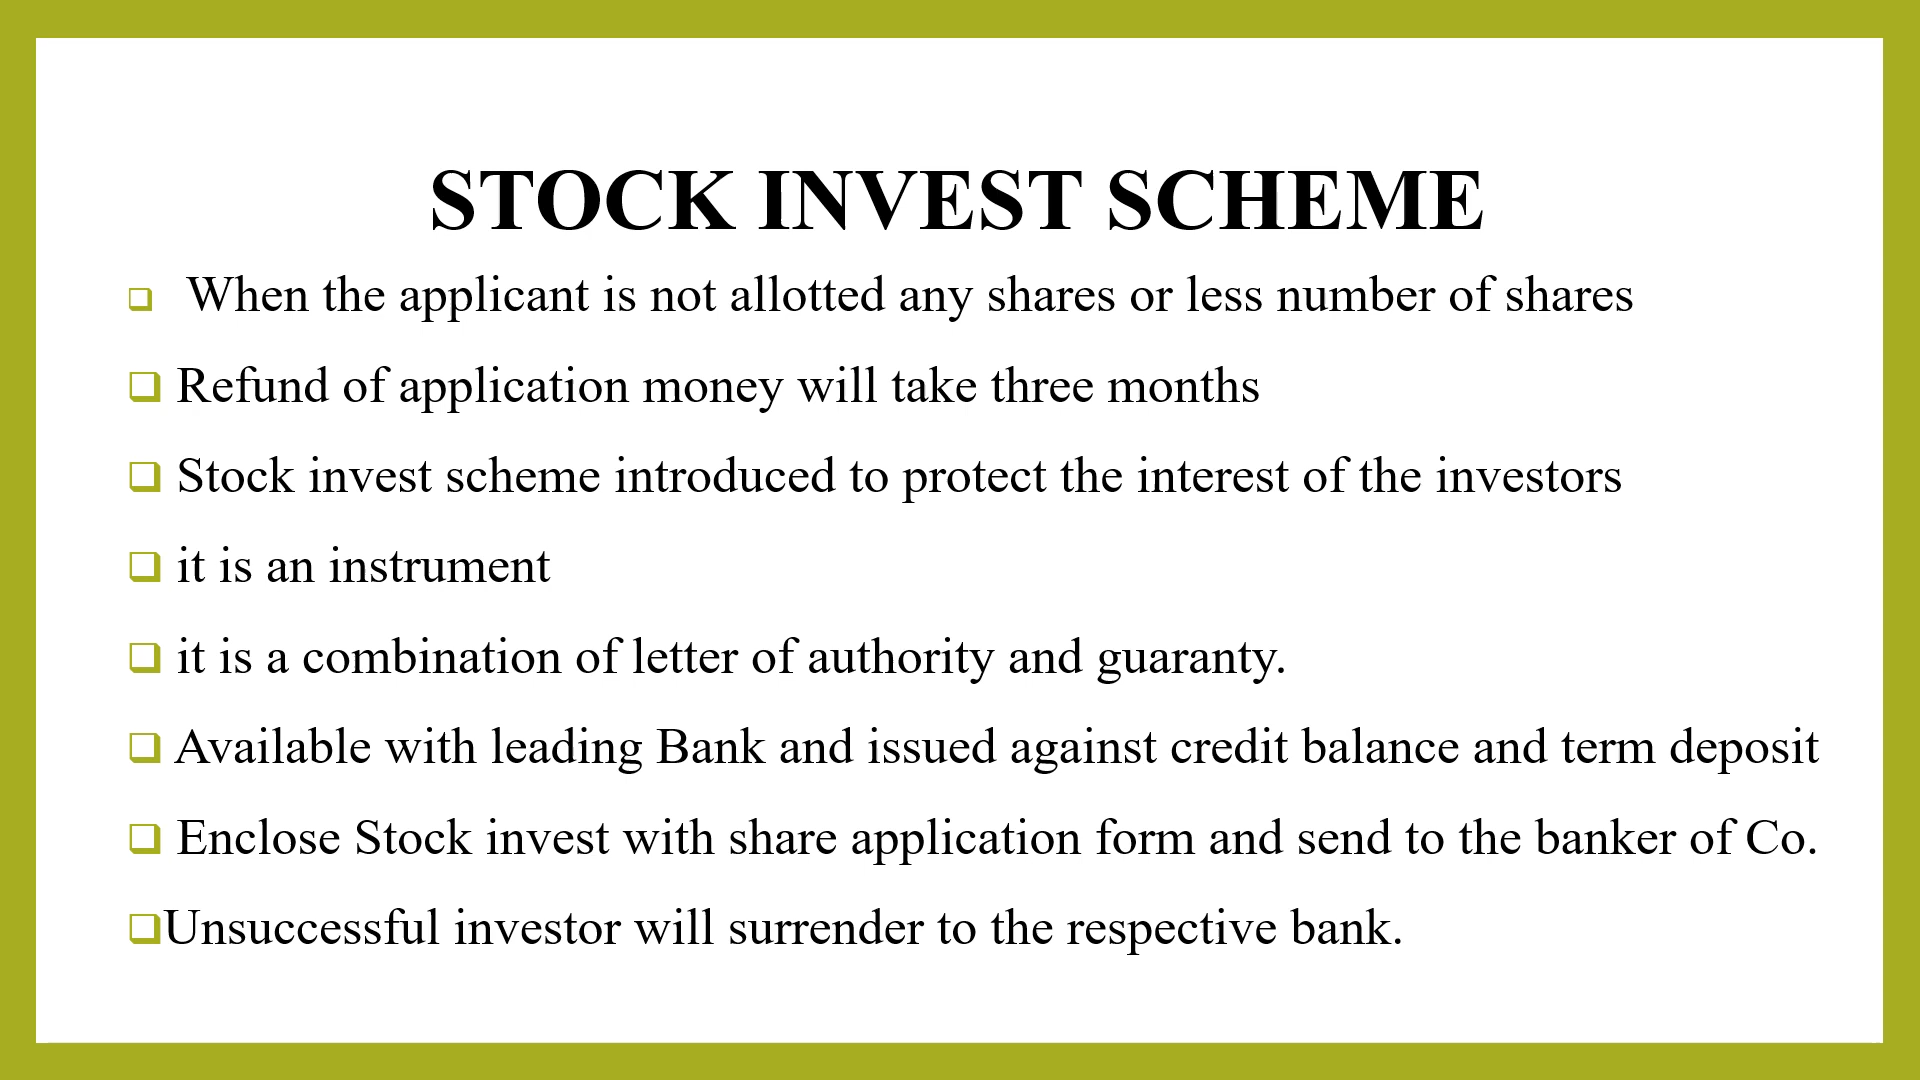 STOCK INVEST SCHEME
When the applicant is not allotted any shares or less number of shares
Refund of application money will take three months
Stock invest scheme introduced to protect the interest of the investors
it is an instrument
it is a combination of letter of authority and guaranty.
Available with leading Bank and issued against credit balance and term deposit
Enclose Stock invest with share application form and send to the banker of Co.
Unsuccessful investor will surrender to the respective bank.